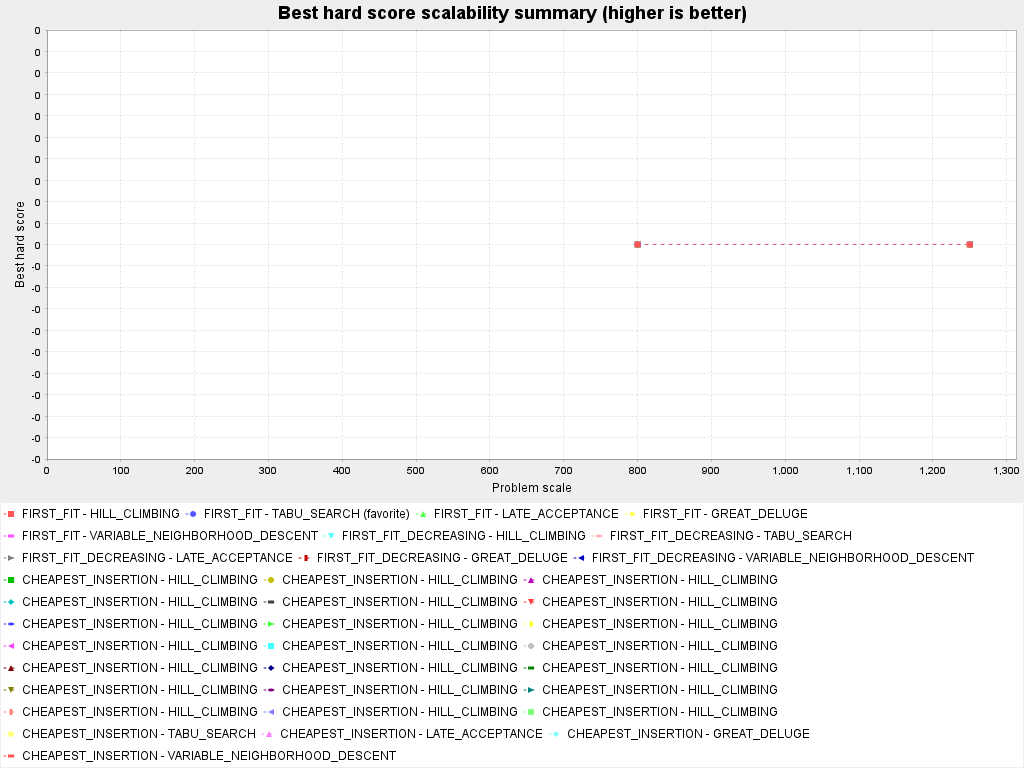 Best hard score scalability summary (higher is better)
0
0
0
0
0
0
0
0
0
0
0
-0
-0
-0
-0
-0
-0
-0
-0
-0
-0
Best hard score
0 100 200 300 400 500 600 700 800 900 1,000 1,100 1,200 1,300
Problem scale
FIRST_FIT - HILL_CLIMBING FIRST_FIT - TABU_SEARCH (favorite) FIRST_FIT - LATE_ACCEPTANCE FIRST_FIT - GREAT_DELUGE
FIRST_FIT - VARIABLE_NEIGHBORHOOD_DESCENT FIRST_FIT_DECREASING - HILL_CLIMBING FIRST_FIT_DECREASING - TABU_SEARCH
FIRST_FIT_DECREASING - LATE_ACCEPTANCE FIRST_FIT_DECREASING - GREAT_DELUGE FIRST_FIT_DECREASING - VARIABLE_NEIGHBORHOOD_DESCENT
CHEAPEST_INSERTION - HILL_CLIMBING CHEAPEST_INSERTION - HILL_CLIMBING CHEAPEST_INSERTION - HILL_CLIMBING
CHEAPEST_INSERTION - HILL_CLIMBING CHEAPEST_INSERTION - HILL_CLIMBING CHEAPEST_INSERTION - HILL_CLIMBING
CHEAPEST_INSERTION - HILL_CLIMBING CHEAPEST_INSERTION - HILL_CLIMBING CHEAPEST_INSERTION - HILL_CLIMBING
CHEAPEST_INSERTION - HILL_CLIMBING CHEAPEST_INSERTION - HILL_CLIMBING CHEAPEST_INSERTION - HILL_CLIMBING
CHEAPEST_INSERTION - HILL_CLIMBING CHEAPEST_INSERTION - HILL_CLIMBING CHEAPEST_INSERTION - HILL_CLIMBING
CHEAPEST_INSERTION - HILL_CLIMBING CHEAPEST_INSERTION - HILL_CLIMBING CHEAPEST_INSERTION - HILL_CLIMBING
CHEAPEST_INSERTION - HILL_CLIMBING CHEAPEST_INSERTION - HILL_CLIMBING CHEAPEST_INSERTION - HILL_CLIMBING
CHEAPEST_INSERTION - TABU_SEARCH CHEAPEST_INSERTION - LATE_ACCEPTANCE CHEAPEST_INSERTION - GREAT_DELUGE
CHEAPEST_INSERTION - VARIABLE_NEIGHBORHOOD_DESCENT